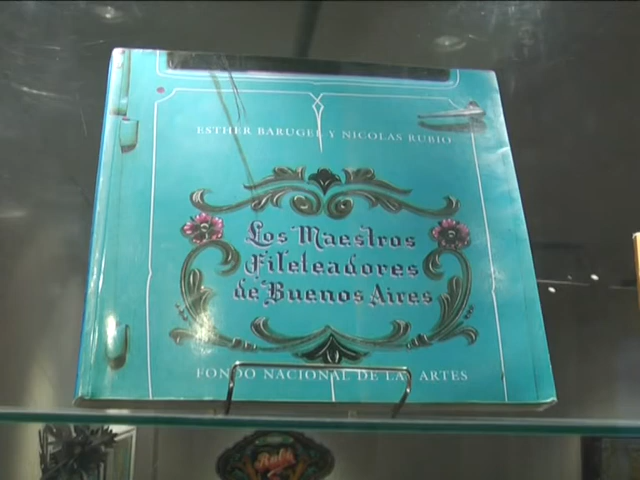 ESTHER BARUGEL Y NICOLAS RUBIO
Los Maestros
Fileteadores
de Buenos Aires
FONDO NACIONAL DE LAS ARTES